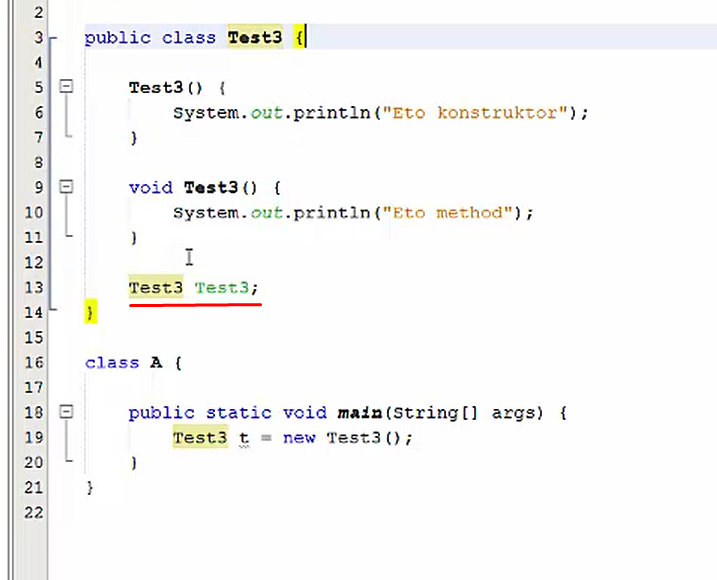 2
3 public class Test3 {
4
5 Test3() {
6 System.out.println("Eto konstruktor");
7 }
8
9 void Test3() {
10 System.out.println("Eto method");
11 }
12
13 Test3 Test3;
14 }
15
16 class A {
17
18 public static void main(String[] args) {
19 Test3 t = new Test3();
20 }
21 }
22